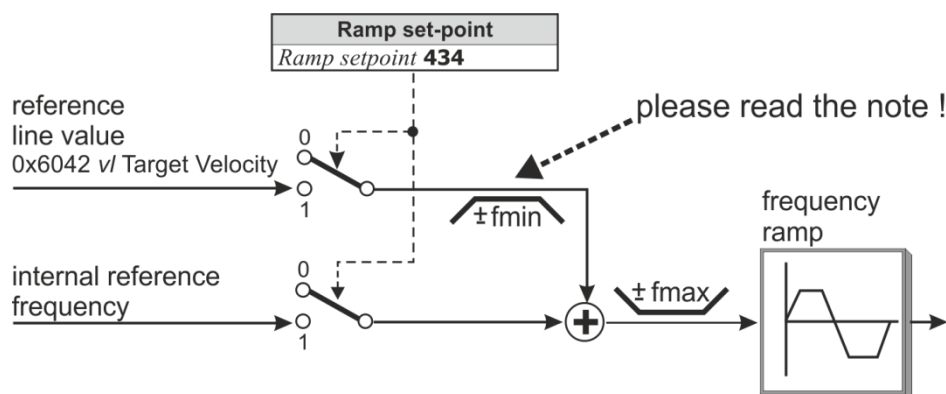 Ramp set-point
Ramp setpoint 434
please read the note !
reference
line value
0x6042 vl Target Velocity
0
1
± fmin
frequency
ramp
internal reference
frequency
0
1
± fmax